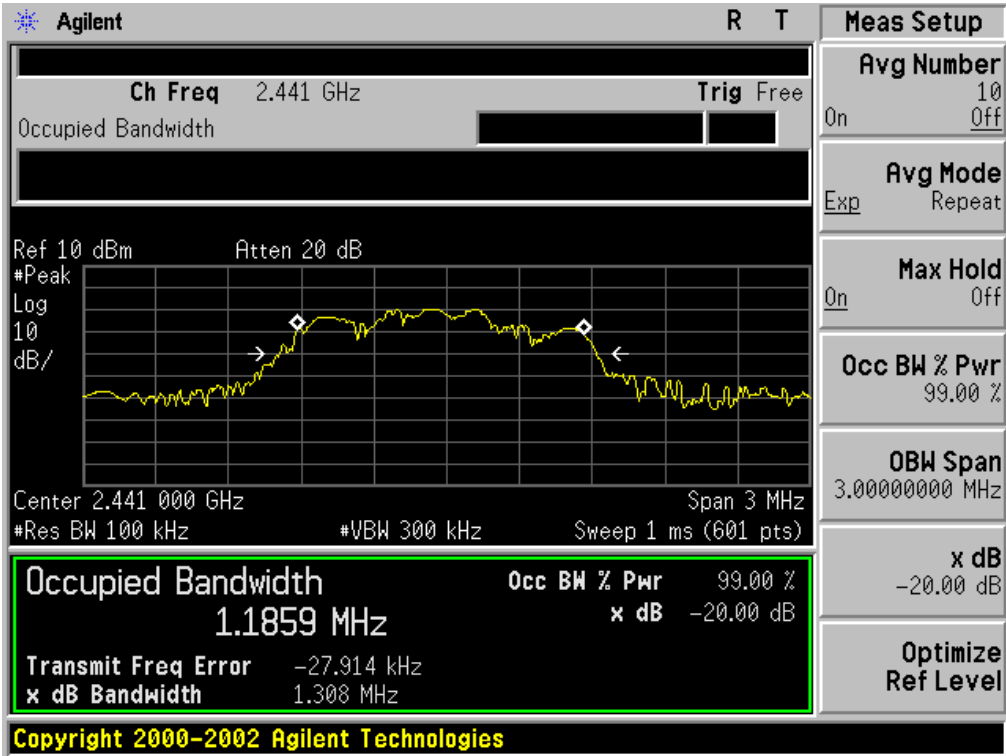 Agilent R T
Ch Freq 2.441 GHz Trig Free
Occupied Bandwidth
Ref 10 dBm Atten 20 dB
#Peak
Log
10
dB/
Center 2.441 000 GHz Span 3 MHz
#Res BW 100 kHz #VBW 300 kHz Sweep 1 ms (601 pts)
Occupied Bandwidth
1.1859 MHz
Occ BW % Pwr 99.00 %
x dB -20.00 dB
Transmit Freq Error -27.914 kHz
x dB Bandwidth 1.308 MHz
Copyright 2000-2002 Agilent Technologies
Meas Setup
Avg Number
10
On Off
Avg Mode
Exp Repeat
Max Hold
On Off
Occ BW % Pwr
99.00 %
OBW Span
3.00000000 MHz
x dB
-20.00 dB
Optimize
Ref Level